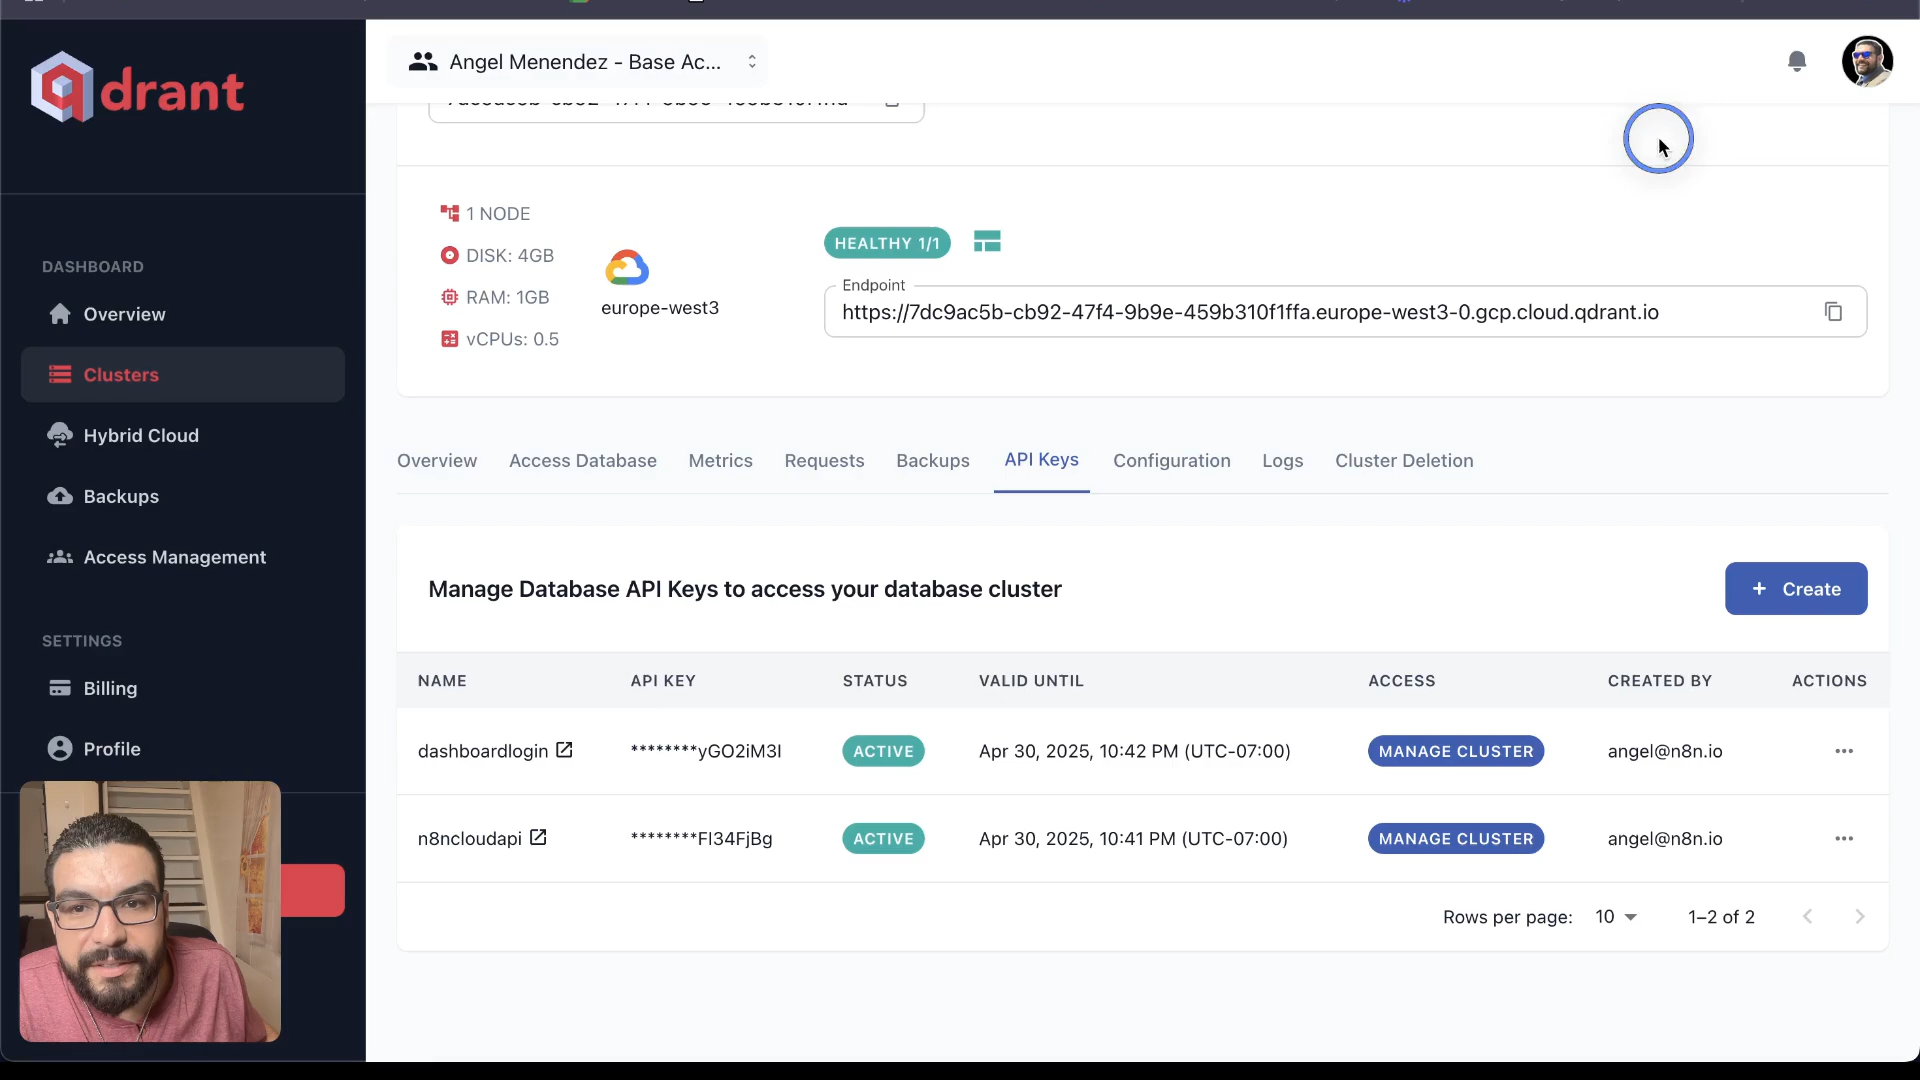 qdrant
Angel Menendez - Base Ac...
DASHBOARD
Overview
Clusters
Hybrid Cloud
Backups
Access Management
SETTINGS
Billing
Profile
1 NODE
DISK: 4GB
RAM: 1GB
vCPUs: 0.5
europe-west3
HEALTHY 1/1
Endpoint
https://7dc9ac5b-cb92-47f4-9b9e-459b310f1ffa.europe-west3-0.gcp.cloud.qdrant.io
Overview Access Database Metrics Requests Backups API Keys Configuration Logs Cluster Deletion
Manage Database API Keys to access your database cluster
+ Create
NAME API KEY STATUS VALID UNTIL ACCESS CREATED BY ACTIONS
dashboardlogin ********yGO2iM3I ACTIVE Apr 30, 2025, 10:42 PM (UTC-07:00) MANAGE CLUSTER angel@n8n.io ...
n8ncloudapi ********FI34FjBg ACTIVE Apr 30, 2025, 10:41 PM (UTC-07:00) MANAGE CLUSTER angel@n8n.io ...
Rows per page: 10 1–2 of 2